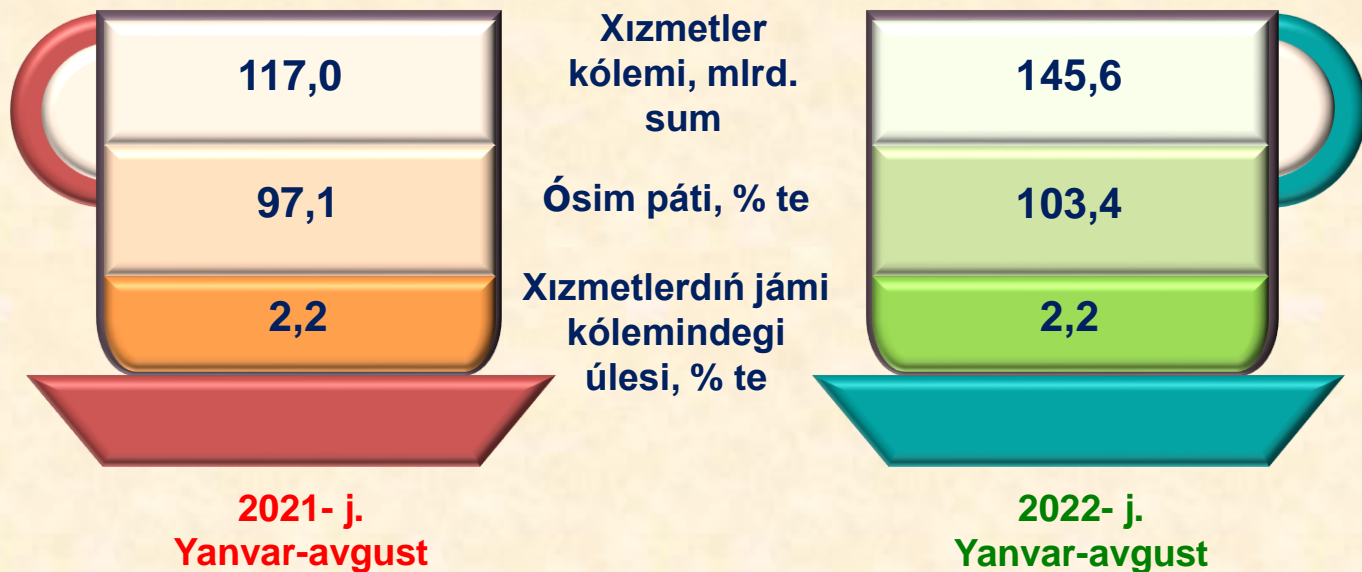 117,0
97,1
2,2
2021- j.
Yanvar-avgust
Xızmetler
kólemi, mlrd.
sum
Ósim páti, % te
Xızmetlerdıń jámi
kólemindegi
úlesi, % te
145,6
103,4
2,2
2022- j.
Yanvar-avgust